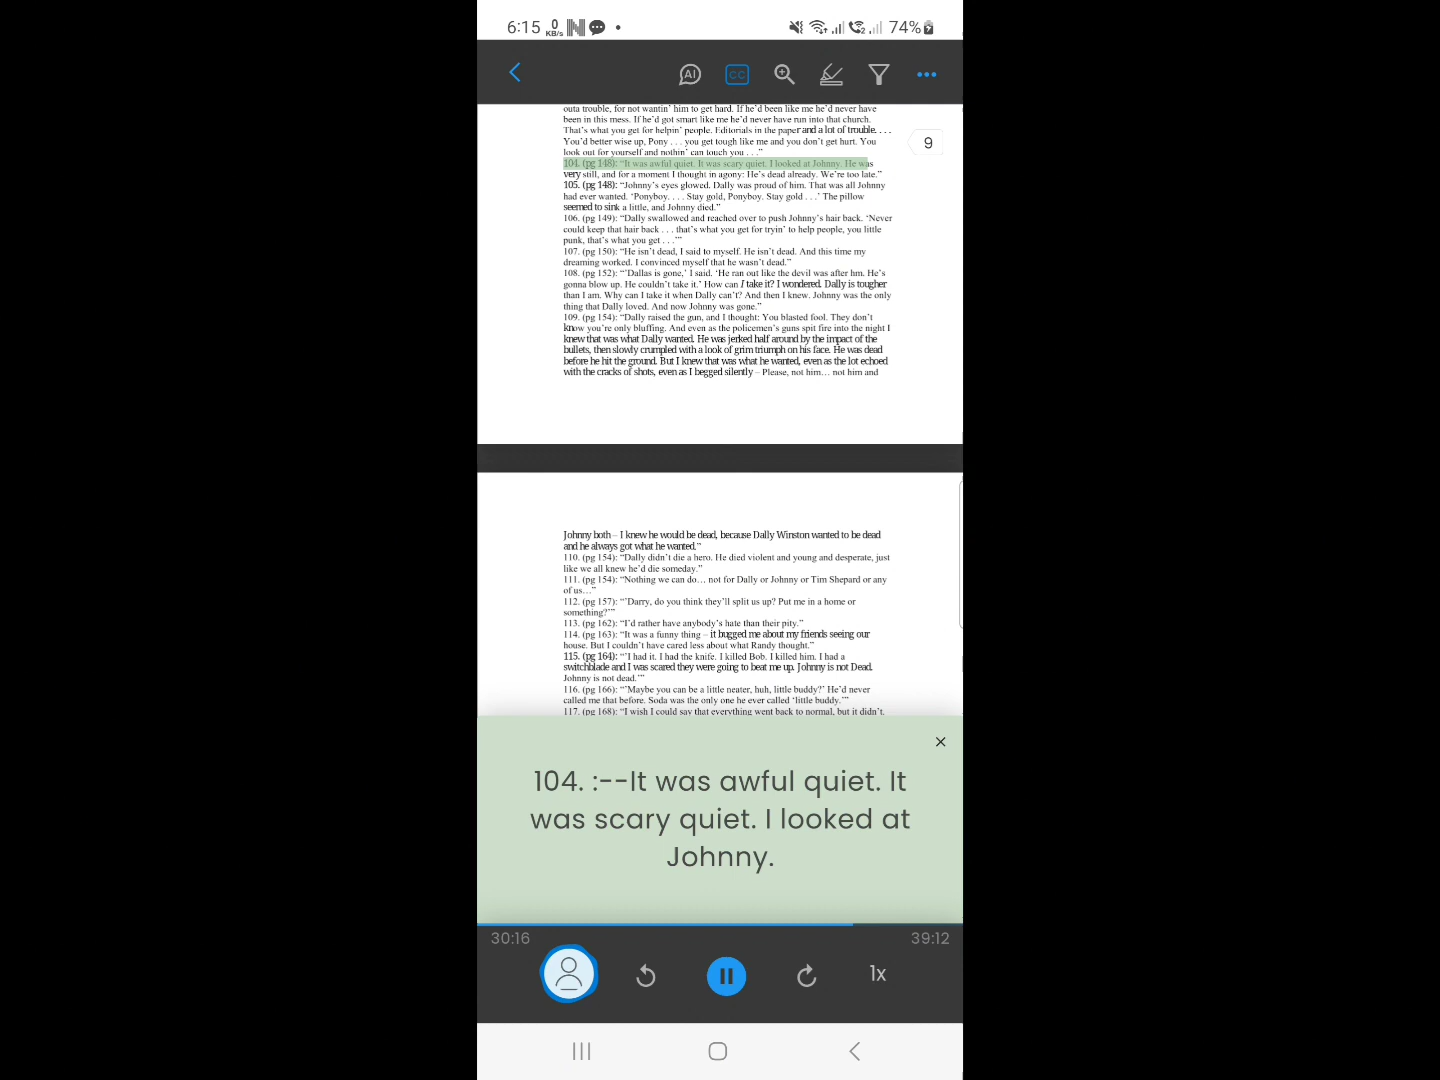 6:15 0 KB/s 2 74%
AI CC
outa trouble, for not wantin’ him to get hard. If he’d been like me he’d never have
been in this mess. If he’d got smart like me he’d never have run into that church.
That’s what you get for helpin’ people. Editorials in the paper and a lot of trouble. . . .
You’d better wise up, Pony . . . you get tough like me and you don’t get hurt. You
look out for yourself and nothin’ can touch you . . .”
9
104. (pg 148): “It was awful quiet. It was scary quiet. I looked at Johnny. He was
very still, and for a moment I thought in agony: He’s dead already. We’re too late.”
105. (pg 148): “Johnny’s eyes glowed. Dally was proud of him. That was all Johnny
had ever wanted. ‘Ponyboy. . . . Stay gold, Ponyboy. Stay gold . . .’ The pillow
seemed to sink a little, and Johnny died.”
106. (pg 149): “Dally swallowed and reached over to push Johnny’s hair back. ‘Never
could keep that hair back . . . that’s what you get for tryin’ to help people, you little
punk, that’s what you get . . .’”
107. (pg 150): “He isn’t dead, I said to myself. He isn’t dead. And this time my
dreaming worked. I convinced myself that he wasn’t dead.”
108. (pg 152): “’Dallas is gone,’ I said. ‘He ran out like the devil was after hm. He’s
gonna blow up. He couldn’t take it.’ How can I take it? I wondered. Dally is tougher
than I am. Why can I take it when Dally can’t? And then I knew. Johnny was the only
thing that Dally loved. And now Johnny was gone.”
109. (pg 154): “Dally raised the gun, and I thought: You blasted fool. They don’t
know you’re only bluffing. And even as the policemen’s guns spit fire into the night I
knew that was what Dally wanted. He was jerked half around by the impact of the
bullets, then slowly crumpled with a look of grim triumph on his face. He was dead
before he hit the ground. But I knew that was what he wanted, even as the lot echoed
with the cracks of shots, even as I begged silently – Please, not him… not him and
Johnny both – I knew he would be dead, because Dally Winston wanted to be dead
and he always got what he wanted.”
110. (pg 154): “Dally didn’t die a hero. He died violent and young and desperate, just
like we all knew he’d die someday.”
111. (pg 154): “Nothing we can do… not for Dally or Johnny or Tim Shepard or any
of us…”
112. (pg 157): “’Darry, do you think they’ll split us up? Put me in a home or
something?’”
113. (pg 162): “I’d rather have anybody’s hate than their pity.”
114. (pg 163): “It was a funny thing – it bugged me about my friends seeing our
house. But I couldn’t have cared less about what Randy thought.”
115. (pg 164): “’I had it. I had the knife. I killed Bob. I killed him. I had a
switchblade and I was scared they were going to beat me up. Johnny is not Dead.
Johnny is not dead.’”
116. (pg 166): “’Maybe you can be a little neater, huh, little buddy?’ He’d never
called me that before. Soda was the only one he ever called ‘little buddy.’”
117. (pg 168): “I wish I could say that everything went back to normal, but it didn’t.
104. :--It was awful quiet. It
was scary quiet. I looked at
Johnny.
30:16 39:12
1x